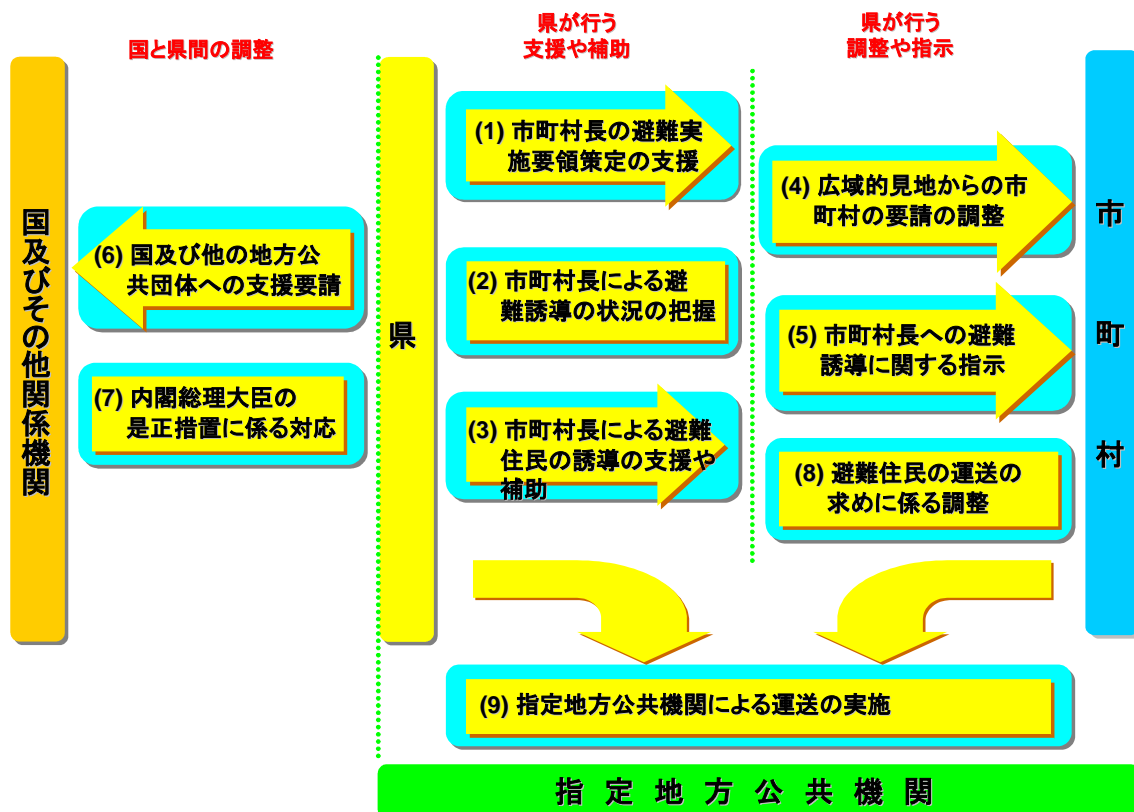 国と県間の調整
県が行う
支援や補助
県が行う
調整や指示
国及びその他関係機関
(6) 国及び他の地方公
共団体への支援要請
(7) 内閣総理大臣の
是正措置に係る対応
県
(1) 市町村長の避難実
施要領策定の支援
(2) 市町村長による避
難誘導の状況の把握
(3) 市町村長による避難
住民の誘導の支援や
補助
(4) 広域的見地からの市
町村の要請の調整
(5) 市町村長への避難
誘導に関する指示
(8) 避難住民の運送の
求めに係る調整
市町村
(9) 指定地方公共機関による運送の実施
指定地方公共機関